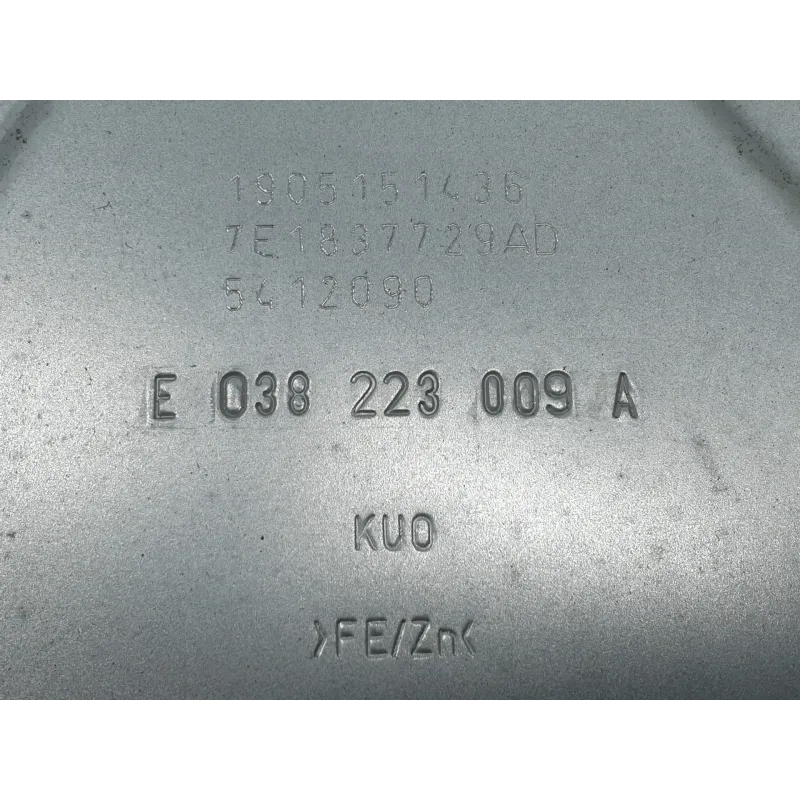 1905151436
7E1837729AD
5412090
E 038 223 009 A
KUO
>FE/Zn<